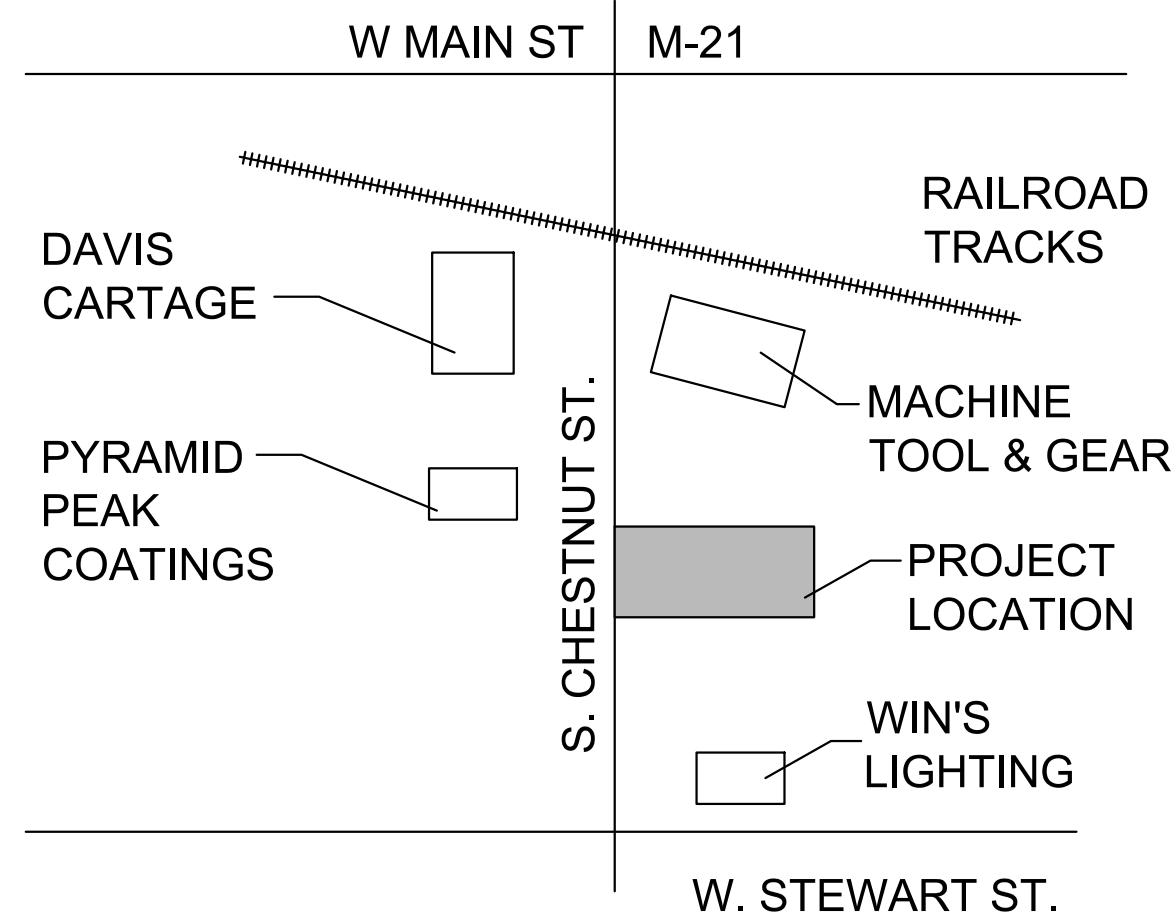 W MAIN ST
M-21
RAILROAD
TRACKS
DAVIS
CARTAGE
MACHINE
TOOL & GEAR
PYRAMID
PEAK
COATINGS
S. CHESTNUT ST.
PROJECT
LOCATION
WIN'S
LIGHTING
W. STEWART ST.